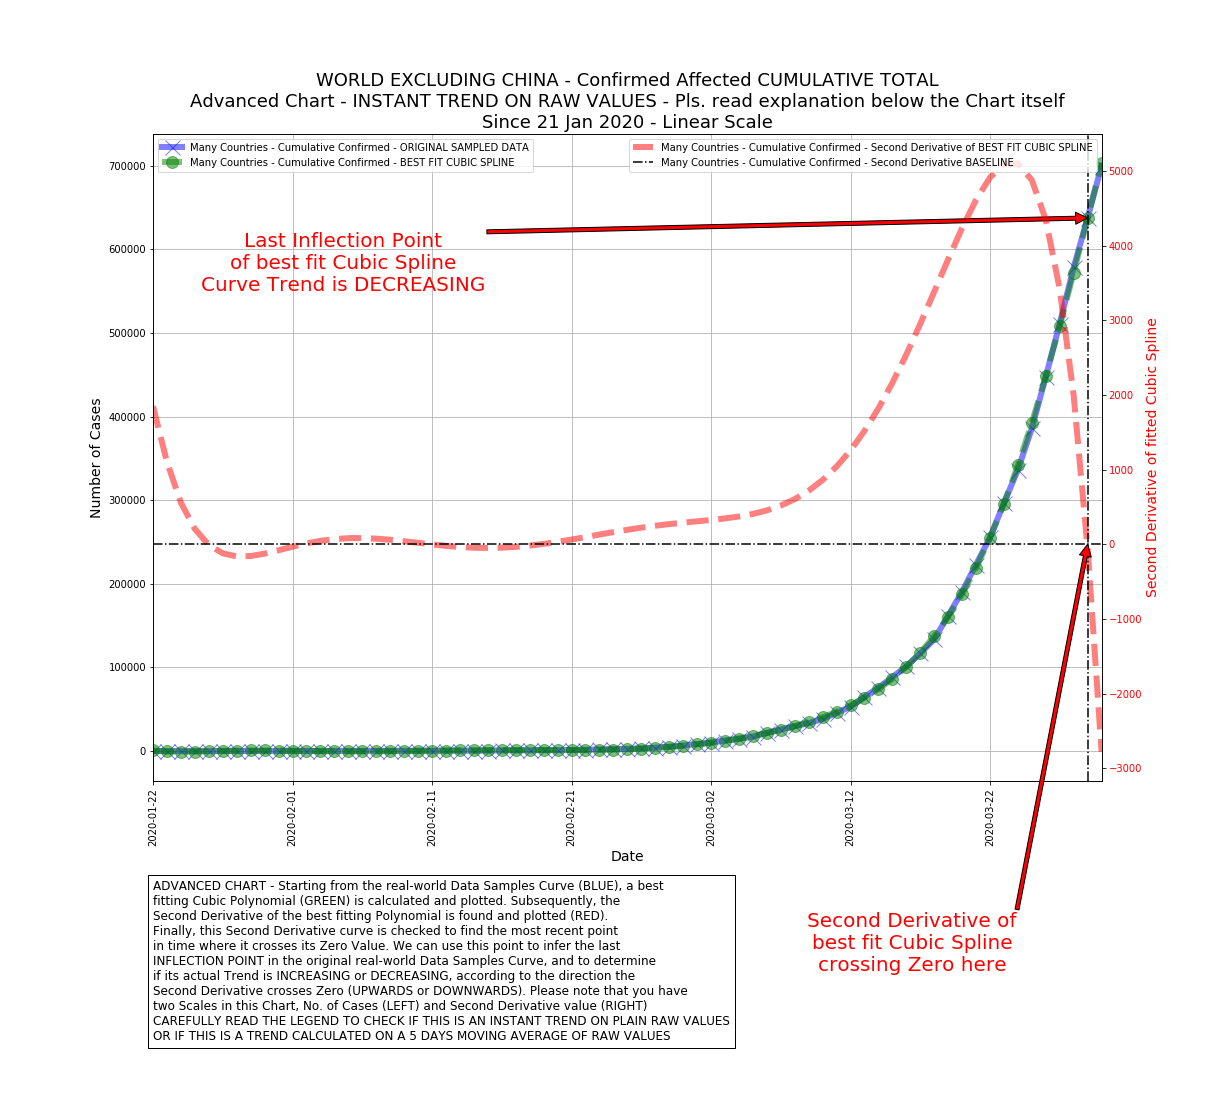 WORLD EXCLUDING CHINA - Confirmed Affected CUMULATIVE TOTAL
Advanced Chart - INSTANT TREND ON RAW VALUES - Pls. read explanation below the Chart itself
Since 21 Jan 2020 - Linear Scale
Many Countries - Cumulative Confirmed - ORIGINAL SAMPLED DATA
Many Countries - Cumulative Confirmed - BEST FIT CUBIC SPLINE
Many Countries - Cumulative Confirmed - Second Derivative of BEST FIT CUBIC SPLINE
Many Countries - Cumulative Confirmed - Second Derivative BASELINE
Last Inflection Point
of best fit Cubic Spline
Curve Trend is DECREASING
Number of Cases
700000
600000
500000
400000
300000
200000
100000
0
5000
4000
3000
2000
1000
0
−1000
−2000
−3000
Second Derivative of fitted Cubic Spline
2020-01-22
2020-02-01
2020-02-11
2020-02-21
2020-03-02
2020-03-12
2020-03-22
Date
ADVANCED CHART - Starting from the real-world Data Samples Curve (BLUE), a best
fitting Cubic Polynomial (GREEN) is calculated and plotted. Subsequently, the
Second Derivative of the best fitting Polynomial is found and plotted (RED).
Finally, this Second Derivative curve is checked to find the most recent point
in time where it crosses its Zero Value. We can use this point to infer the last
INFLECTION POINT in the original real-world Data Samples Curve, and to determine
if its actual Trend is INCREASING or DECREASING, according to the direction the
Second Derivative crosses Zero (UPWARDS or DOWNWARDS). Please note that you have
two Scales in this Chart, No. of Cases (LEFT) and Second Derivative value (RIGHT)
CAREFULLY READ THE LEGEND TO CHECK IF THIS IS AN INSTANT TREND ON PLAIN RAW VALUES
OR IF THIS IS A TREND CALCULATED ON A 5 DAYS MOVING AVERAGE OF RAW VALUES
Second Derivative of
best fit Cubic Spline
crossing Zero here